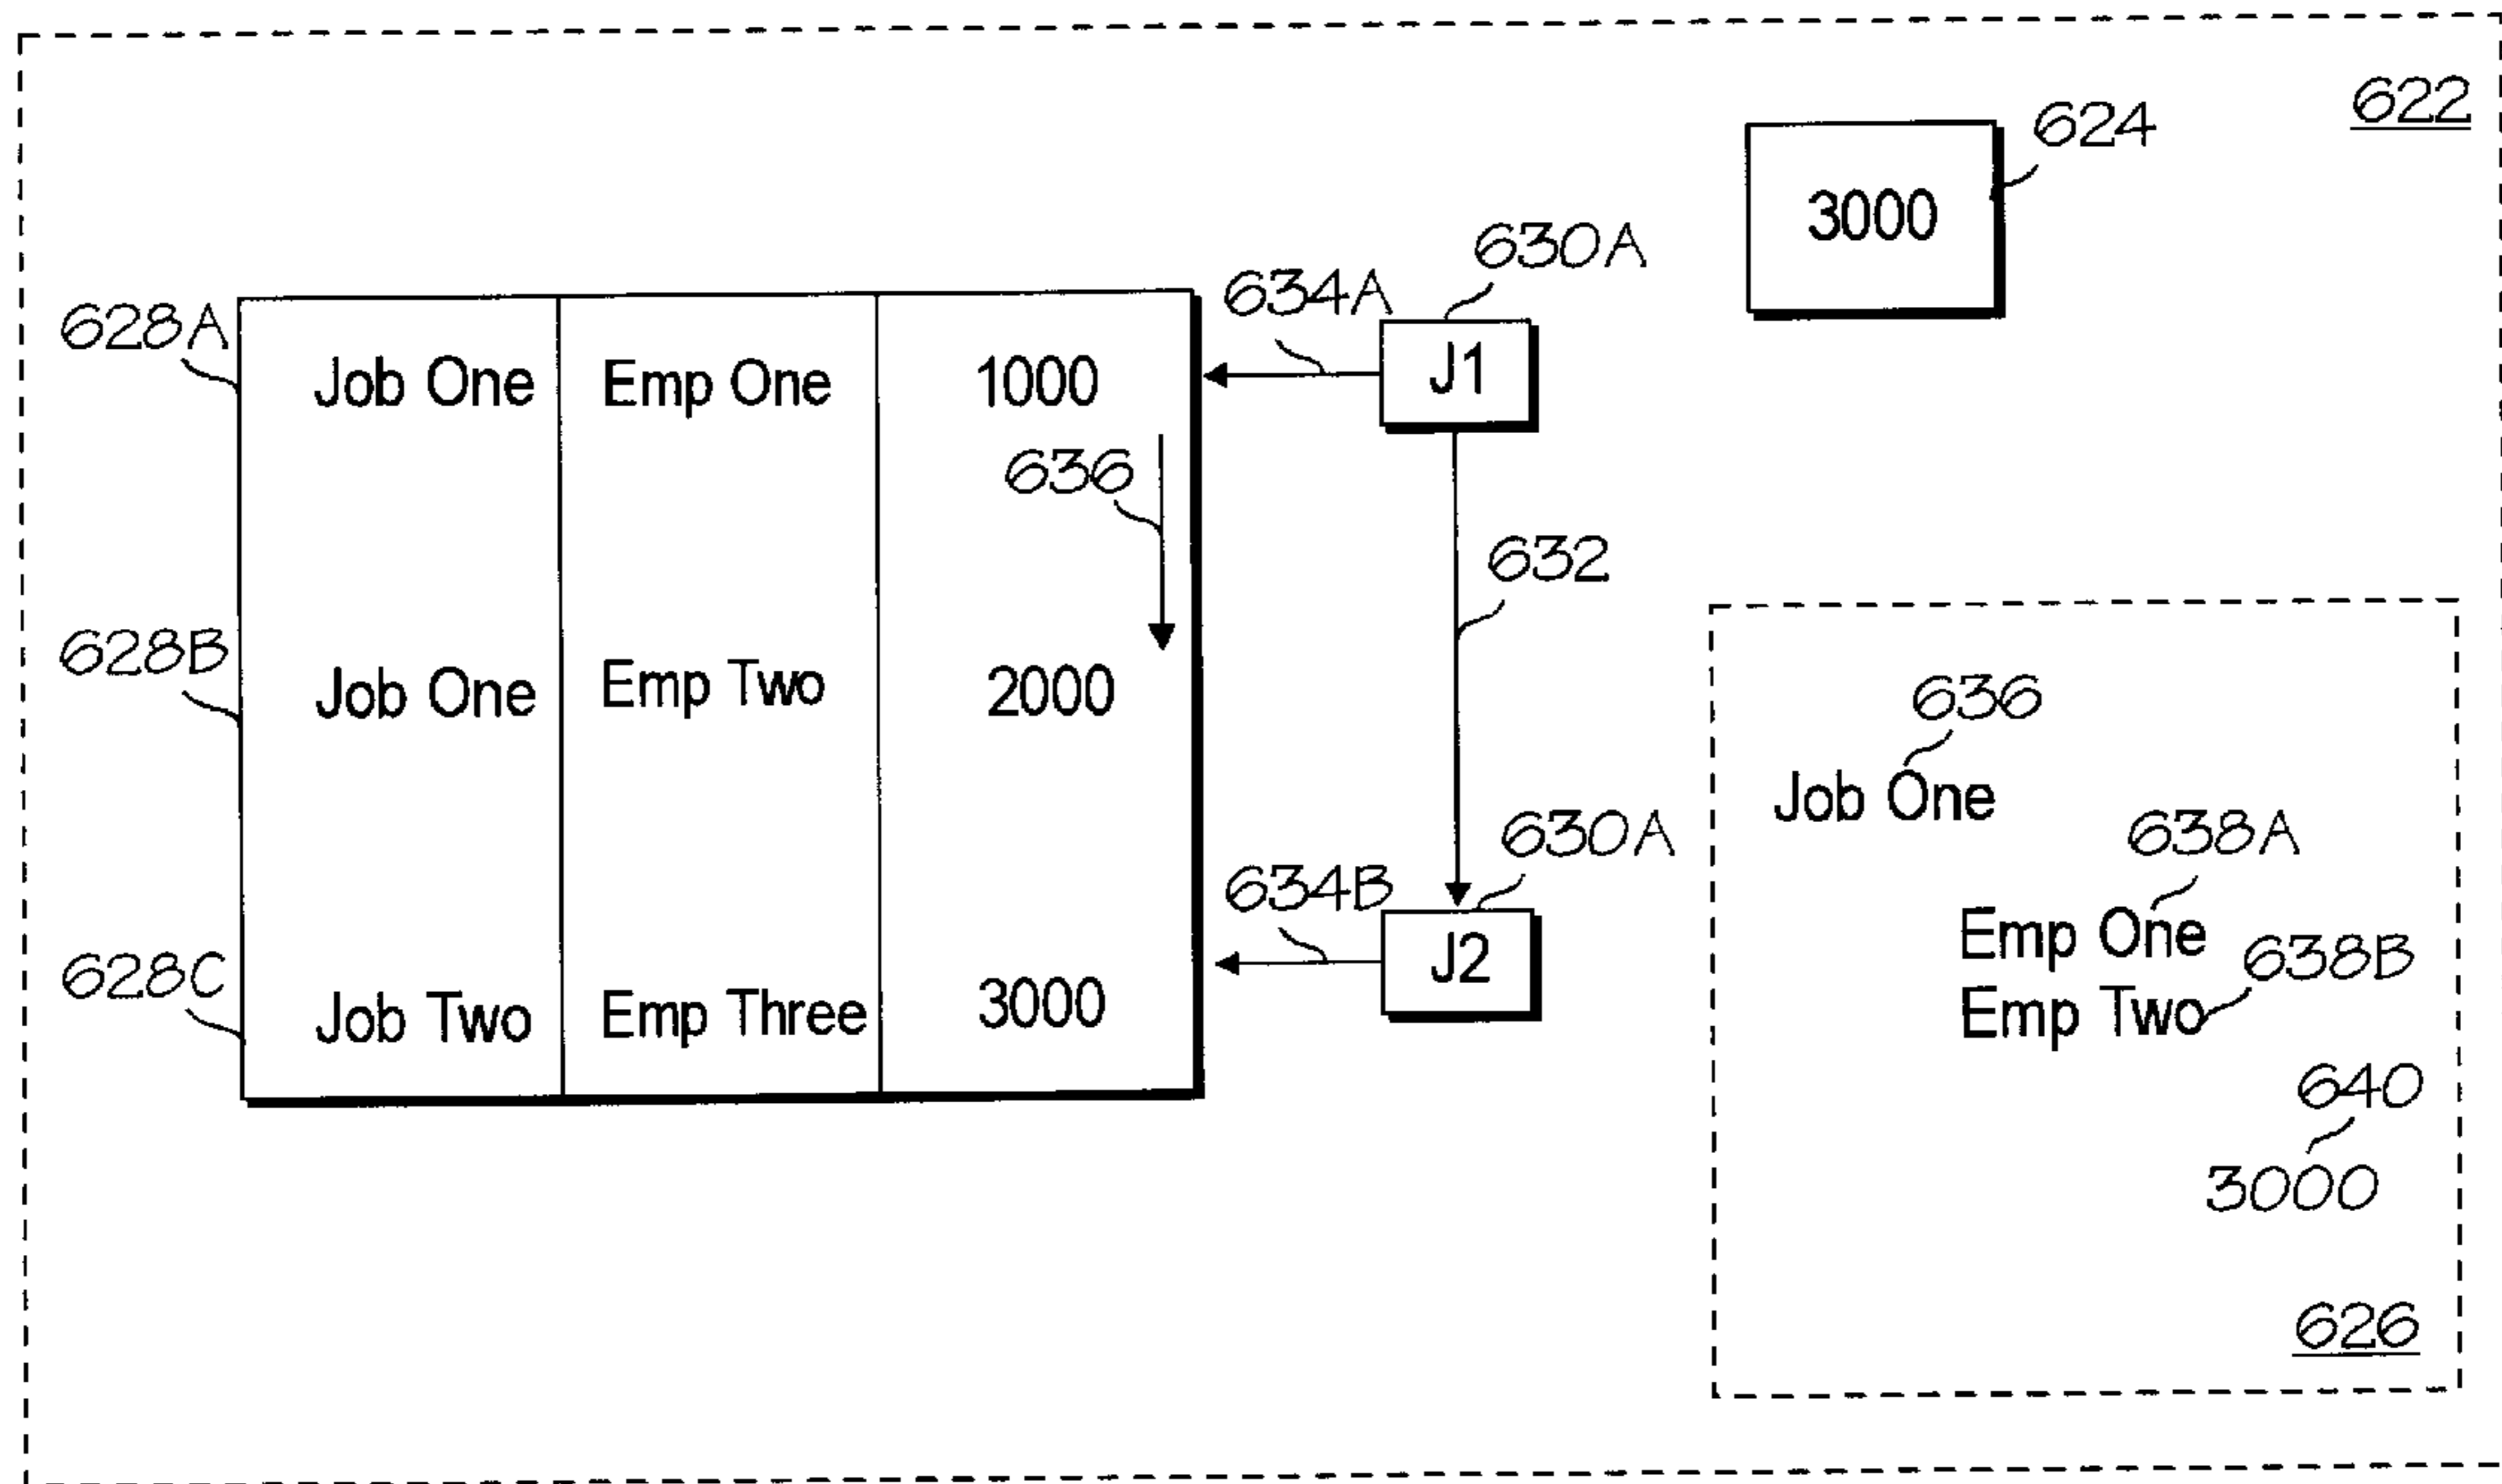 622
624
3000
630A
634A
628A
Job One Emp One 1000
J1
636
632
628B
Job One Emp Two 2000
636
Job One
630A
638A
634B
Emp One
638B
628C
J2
Job Two Emp Three 3000
Emp Two
640
3000
626